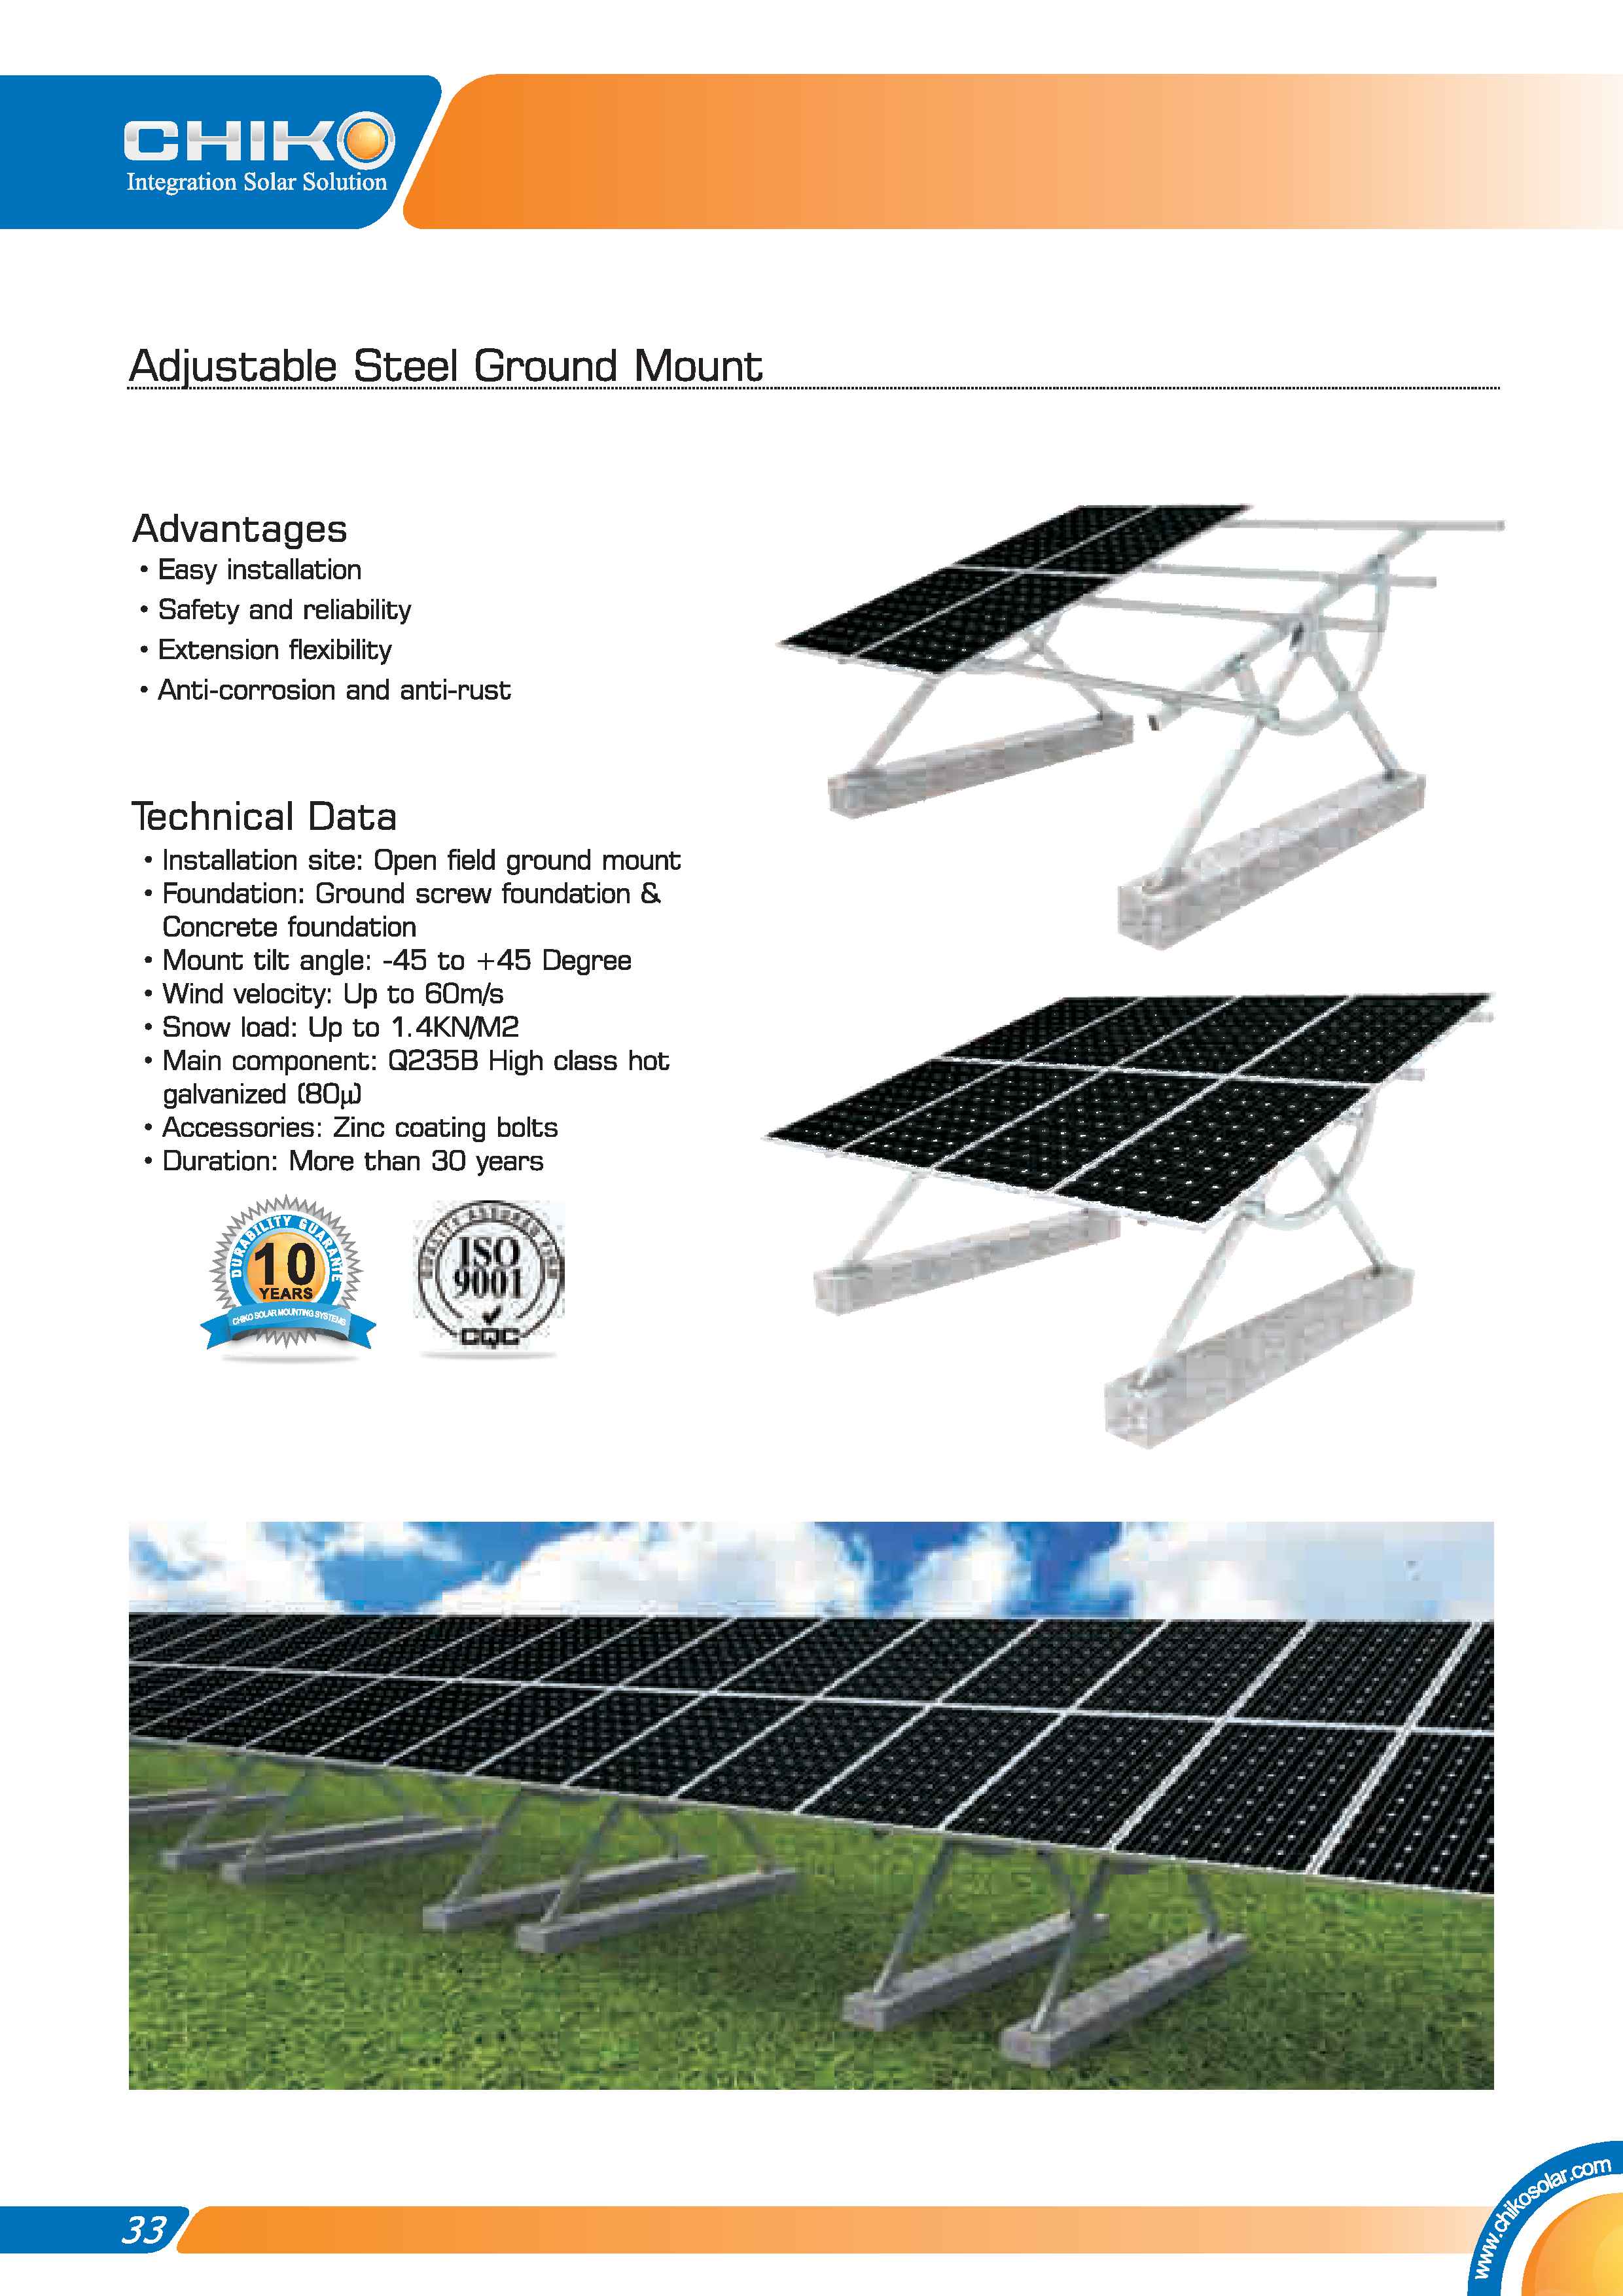 CHIKO
Integration Solar Solution
Adjustable Steel Ground Mount
Advantages
• Easy installation
• Safety and reliability
• Extension flexibility
• Anti-corrosion and anti-rust
Technical Data
• Installation site: Open field ground mount
• Foundation: Ground screw foundation &
Concrete foundation
• Mount tilt angle: -45 to +45 Degree
• Wind velocity: Up to 60m/s
• Snow load: Up to 1.4KN/M2
• Main component: Q235B High class hot
galvanized (80µ)
• Accessories: Zinc coating bolts
• Duration: More than 30 years
DURABILITY GUARANTE
10
YEARS
CHIKO SOLAR MOUNTING SYSTEMS
ISO
9001
CQC
33
www.chikosolar.com